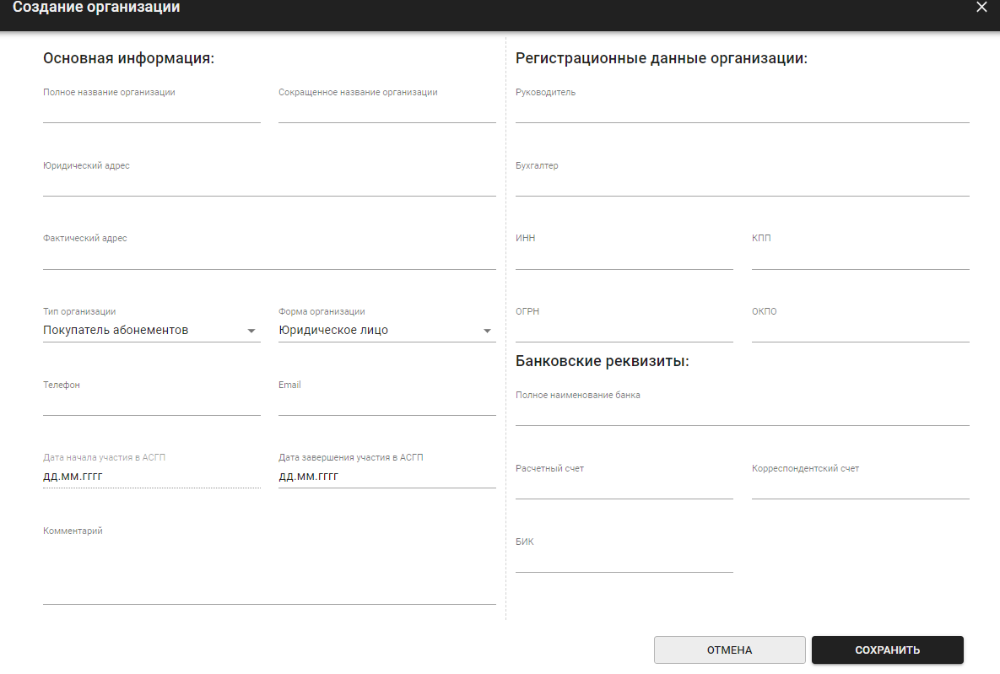 Создание организации
Основная информация:
Полное название организации
Сокращенное название организации
Юридический адрес
Фактический адрес
Тип организации
Форма организации
Покупатель абонементов
Юридическое лицо
Телефон
Email
Дата начала участия в АСГП
Дата завершения участия в АСГП
ДД.ММ.ГГГГ
ДД.ММ.ГГГГ
Комментарий
Регистрационные данные организации:
Руководитель
Бухгалтер
ИНН
КПП
ОГРН
ОКПО
Банковские реквизиты:
Полное наименование банка
Расчетный счет
Корреспондентский счет
БИК
ОТМЕНА
СОХРАНИТЬ